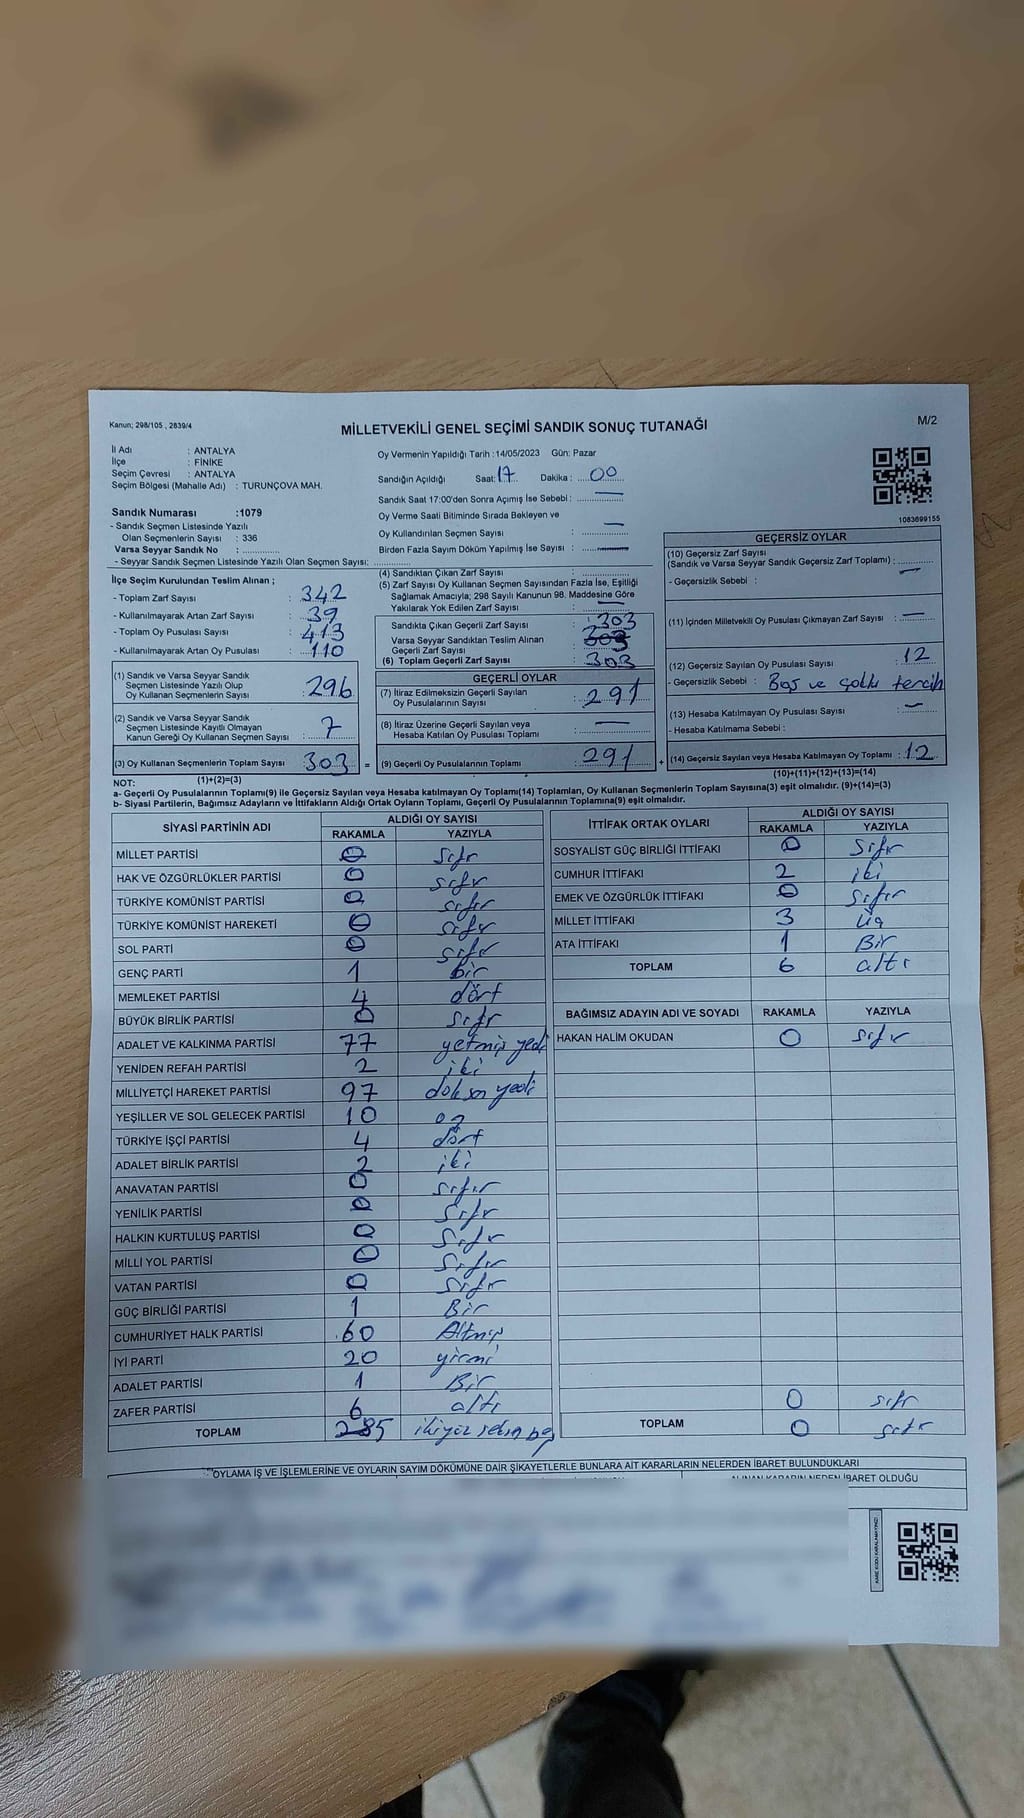 Kanun; 298/105 , 2839/4
MİLLETVEKİLİ GENEL SEÇİMİ SANDIK SONUÇ TUTANAĞI
M/2
İl Adı : ANTALYA
İlçe : FİNİKE
Seçim Çevresi : ANTALYA
Seçim Bölgesi (Mahalle Adı) : TURUNÇOVA MAH.
Sandık Numarası :1079
- Sandık Seçmen Listesinde Yazılı
Olan Seçmenlerin Sayısı : 336
Varsa Seyyar Sandık No :
- Seyyar Sandık Seçmen Listesinde Yazılı Olan Seçmen Sayısı:
Oy Vermenin Yapıldığı Tarih :14/05/2023 Gün: Pazar
Sandığın Açıldığı Saat: 17 Dakika : 00
Sandık Saat 17:00'den Sonra Açılmış İse Sebebi : —
Oy Verme Saati Bitiminde Sırada Bekleyen ve
Oy Kullandırılan Seçmen Sayısı : —
Birden Fazla Sayım Döküm Yapılmış İse Sayısı : —
1083699155
İlçe Seçim Kurulundan Teslim Alınan ;
- Toplam Zarf Sayısı : 342
- Kullanılmayarak Artan Zarf Sayısı : 39
- Toplam Oy Pusulası Sayısı : 413
- Kullanılmayarak Artan Oy Pusulası : 110
(1) Sandık ve Varsa Seyyar Sandık
Seçmen Listesinde Yazılı Olup
Oy Kullanan Seçmenlerin Sayısı : 296
(2) Sandık ve Varsa Seyyar Sandık
Seçmen Listesinde Kayıtlı Olmayan
Kanun Gereği Oy Kullanan Seçmen Sayısı : 7
(3) Oy Kullanan Seçmenlerin Toplam Sayısı : 303 =
(1)+(2)=(3)
(4) Sandıktan Çıkan Zarf Sayısı :
(5) Zarf Sayısı Oy Kullanan Seçmen Sayısından Fazla İse, Eşitliği
Sağlamak Amacıyla; 298 Sayılı Kanunun 98. Maddesine Göre
Yakılarak Yok Edilen Zarf Sayısı : —
Sandıkta Çıkan Geçerli Zarf Sayısı : 303
Varsa Seyyar Sandıktan Teslim Alınan
Geçerli Zarf Sayısı : 303
(6) Toplam Geçerli Zarf Sayısı : 303
GEÇERLİ OYLAR
(7) İtiraz Edilmeksizin Geçerli Sayılan
Oy Pusulalarının Sayısı : 291
(8) İtiraz Üzerine Geçerli Sayılan veya
Hesaba Katılan Oy Pusulası Toplamı : —
(9) Geçerli Oy Pusulalarının Toplamı : 291 +
GEÇERSİZ OYLAR
(10) Geçersiz Zarf Sayısı
(Sandık ve Varsa Seyyar Sandık Geçersiz Zarf Toplamı) : —
- Geçersizlik Sebebi :
(11) İçinden Milletvekili Oy Pusulası Çıkmayan Zarf Sayısı : —
(12) Geçersiz Sayılan Oy Pusulası Sayısı : 12
- Geçersizlik Sebebi : Boş ve çoklu tercih
(13) Hesaba Katılmayan Oy Pusulası Sayısı : —
- Hesaba Katılmama Sebebi :
(14) Geçersiz Sayılan veya Hesaba Katılmayan Oy Toplamı : 12
(10)+(11)+(12)+(13)=(14)
NOT:
a- Geçerli Oy Pusulalarının Toplamı(9) ile Geçersiz Sayılan veya Hesaba katılmayan Oy Toplamı(14) Toplamları, Oy Kullanan Seçmenlerin Toplam Sayısına(3) eşit olmalıdır. (9)+(14)=(3)
b- Siyasi Partilerin, Bağımsız Adayların ve İttifakların Aldığı Ortak Oyların Toplamı, Geçerli Oy Pusulalarının Toplamına(9) eşit olmalıdır.
SİYASİ PARTİNİN ADI ALDIĞI OY SAYISI
RAKAMLA YAZIYLA
MİLLET PARTİSİ 0 Sıfır
HAK VE ÖZGÜRLÜKLER PARTİSİ 0 sıfır
TÜRKİYE KOMÜNİST PARTİSİ 0 sıfır
TÜRKİYE KOMÜNİST HAREKETİ 0 sıfır
SOL PARTİ 0 sıfır
GENÇ PARTİ 1 bir
MEMLEKET PARTİSİ 4 dört
BÜYÜK BİRLİK PARTİSİ 0 sıfır
ADALET VE KALKINMA PARTİSİ 77 yetmiş yedi
YENİDEN REFAH PARTİSİ 2 iki
MİLLİYETÇİ HAREKET PARTİSİ 97 doksan yedi
YEŞİLLER VE SOL GELECEK PARTİSİ 10 on
TÜRKİYE İŞÇİ PARTİSİ 4 dört
ADALET BİRLİK PARTİSİ 2 iki
ANAVATAN PARTİSİ 0 sıfır
YENİLİK PARTİSİ 0 Sıfır
HALKIN KURTULUŞ PARTİSİ 0 Sıfır
MİLLİ YOL PARTİSİ 0 Sıfır
VATAN PARTİSİ 0 Sıfır
GÜÇ BİRLİĞİ PARTİSİ 1 Bir
CUMHURİYET HALK PARTİSİ 60 Altmış
İYİ PARTİ 20 yirmi
ADALET PARTİSİ 1 Bir
ZAFER PARTİSİ 6 altı
TOPLAM 285 ikiyüz seksen beş
İTTİFAK ORTAK OYLARI ALDIĞI OY SAYISI
RAKAMLA YAZIYLA
SOSYALİST GÜÇ BİRLİĞİ İTTİFAKI 0 Sıfır
CUMHUR İTTİFAKI 2 iki
EMEK VE ÖZGÜRLÜK İTTİFAKI 0 Sıfır
MİLLET İTTİFAKI 3 üç
ATA İTTİFAKI 1 Bir
TOPLAM 6 altı
BAĞIMSIZ ADAYIN ADI VE SOYADI RAKAMLA YAZIYLA
HAKAN HALİM OKUDAN 0 sıfır
0 sıfır
TOPLAM 0 sıfır
OYLAMA İŞ VE İŞLEMLERİNE VE OYLARIN SAYIM DÖKÜMÜNE DAİR ŞİKAYETLERLE BUNLARA AİT KARARLARIN NELERDEN İBARET BULUNDUKLARI
ALINAN KARARIN NEDEN İBARET OLDUĞU